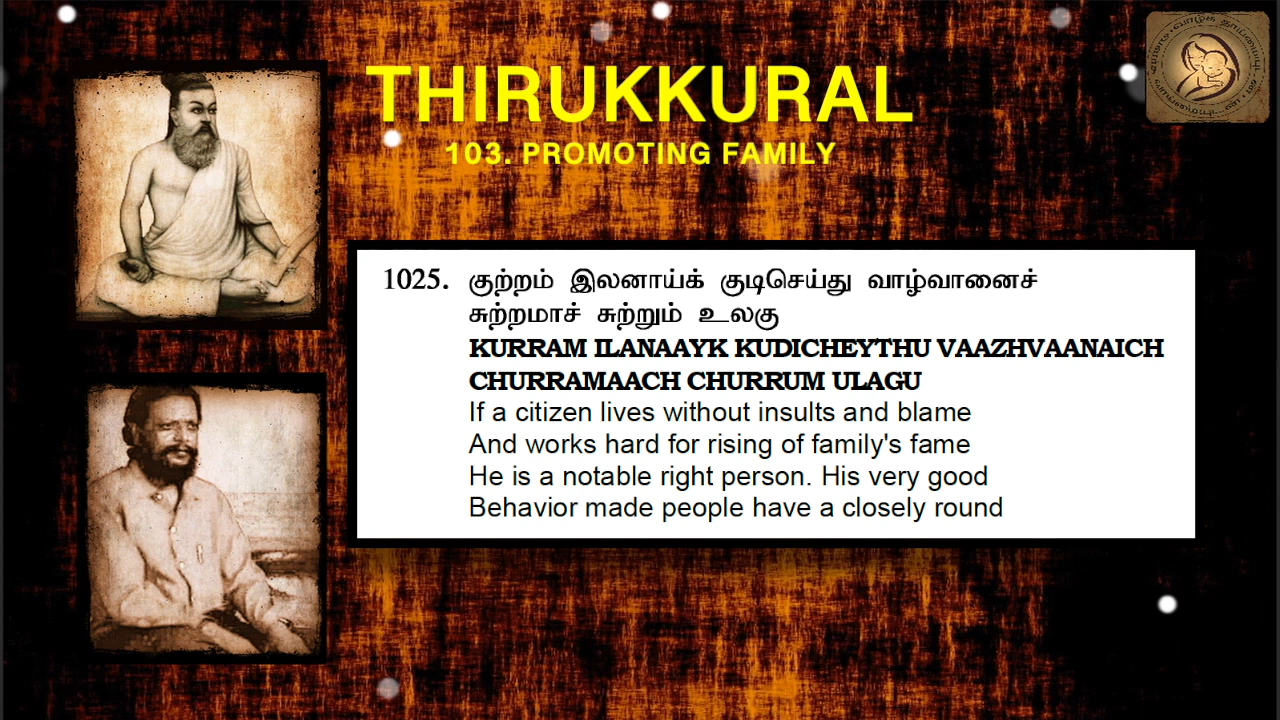 THIRUKKURAL
103. PROMOTING FAMILY
1025. குற்றம் இலனாய்க் குடிசெய்து வாழ்வானைச்
சுற்றமாச் சுற்றும் உலகு
KURRAM ILANAAYK KUDICHEYTHU VAAZHVAANAICH
CHURRAMAACH CHURRUM ULAGU
If a citizen lives without insults and blame
And works hard for rising of family's fame
He is a notable right person. His very good
Behavior made people have a closely round